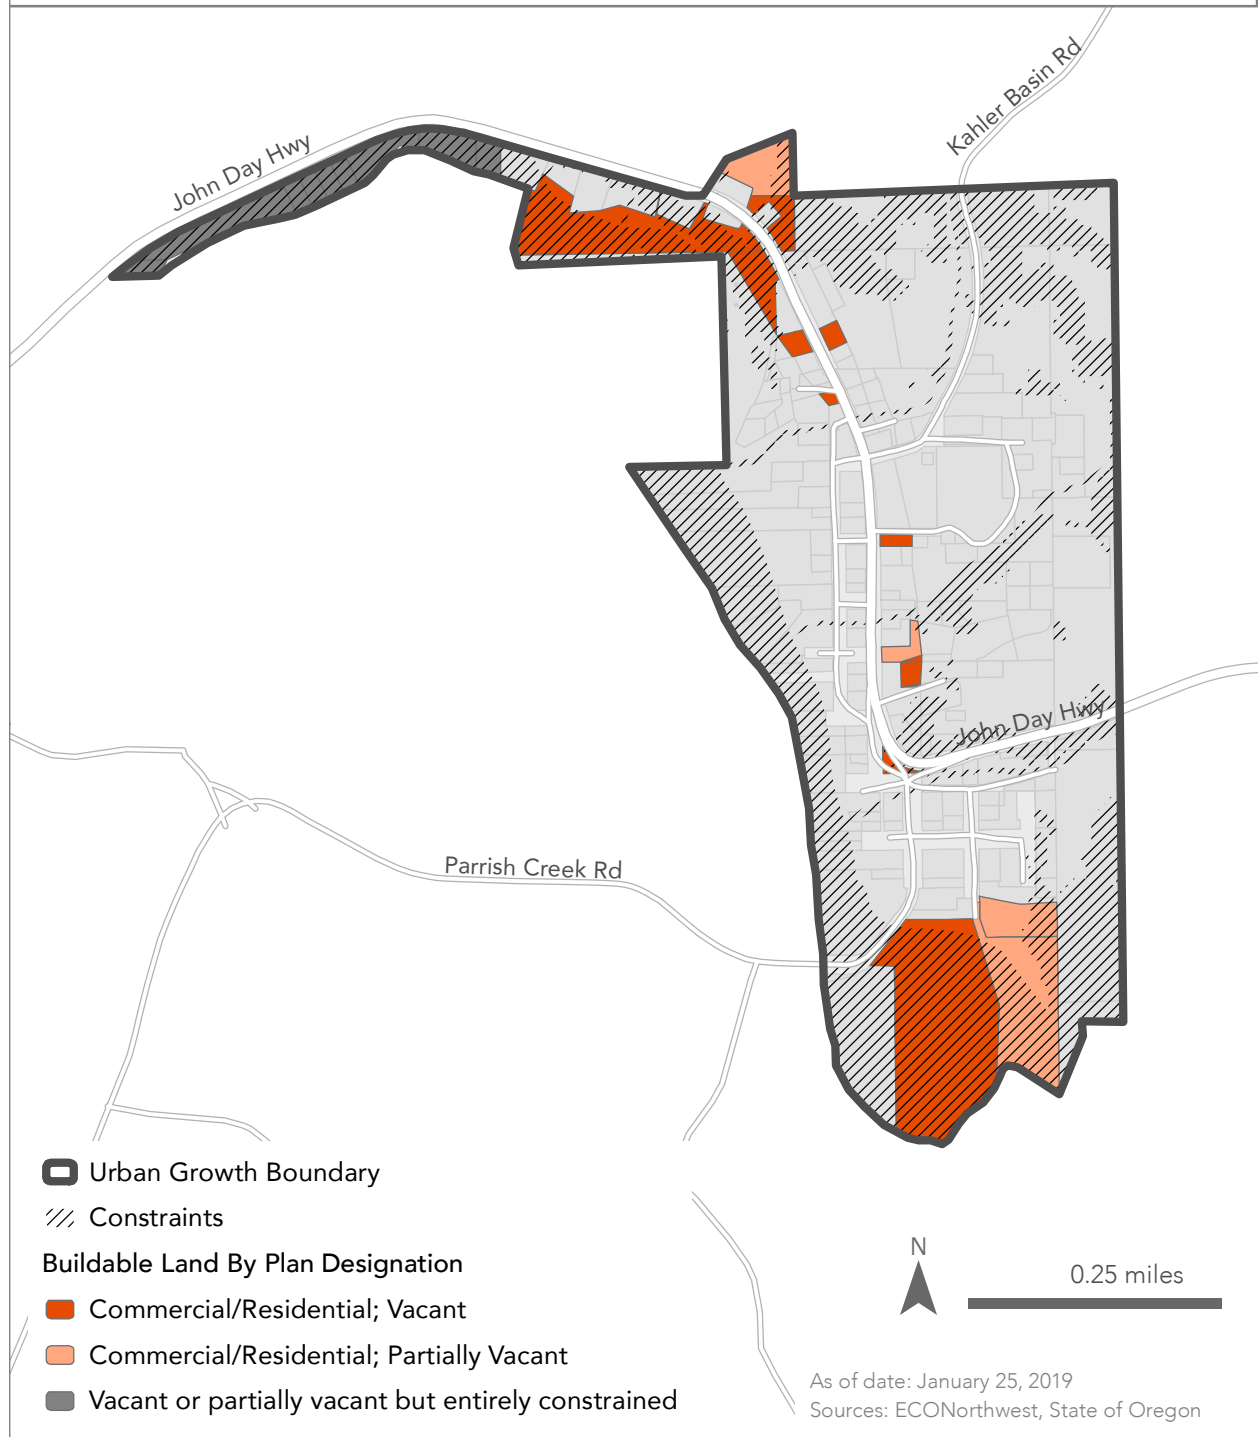 Kahler Basin Rd
John Day Hwy
John Day Hwy
Parrish Creek Rd
Urban Growth Boundary
Constraints
Buildable Land By Plan Designation
Commercial/Residential; Vacant
Commercial/Residential; Partially Vacant
Vacant or partially vacant but entirely constrained
N
0.25 miles
As of date: January 25, 2019
Sources: ECONorthwest, State of Oregon